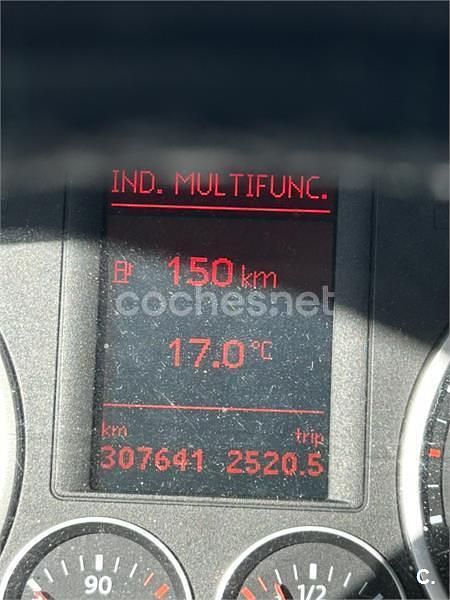 IND. MULTIFUNC.
150 km
coches.net
17.0 °C
km trip
307641 2520.5
90 1/2
C.